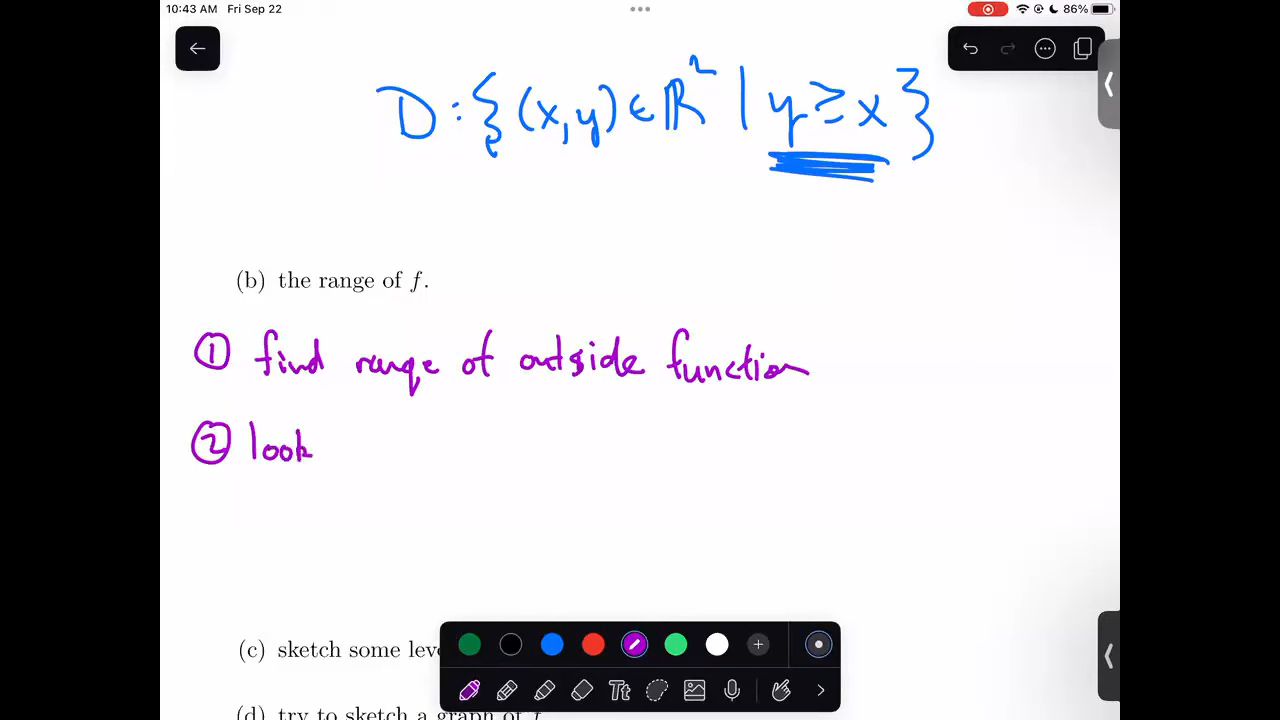 10:43 AM Fri Sep 22
86%
D:{(x,y)∈ℝ² | y≥x}
(b) the range of f.
① find range of outside function
② look
(c) sketch some leve
Tt
(d) try to sketch a graph of f